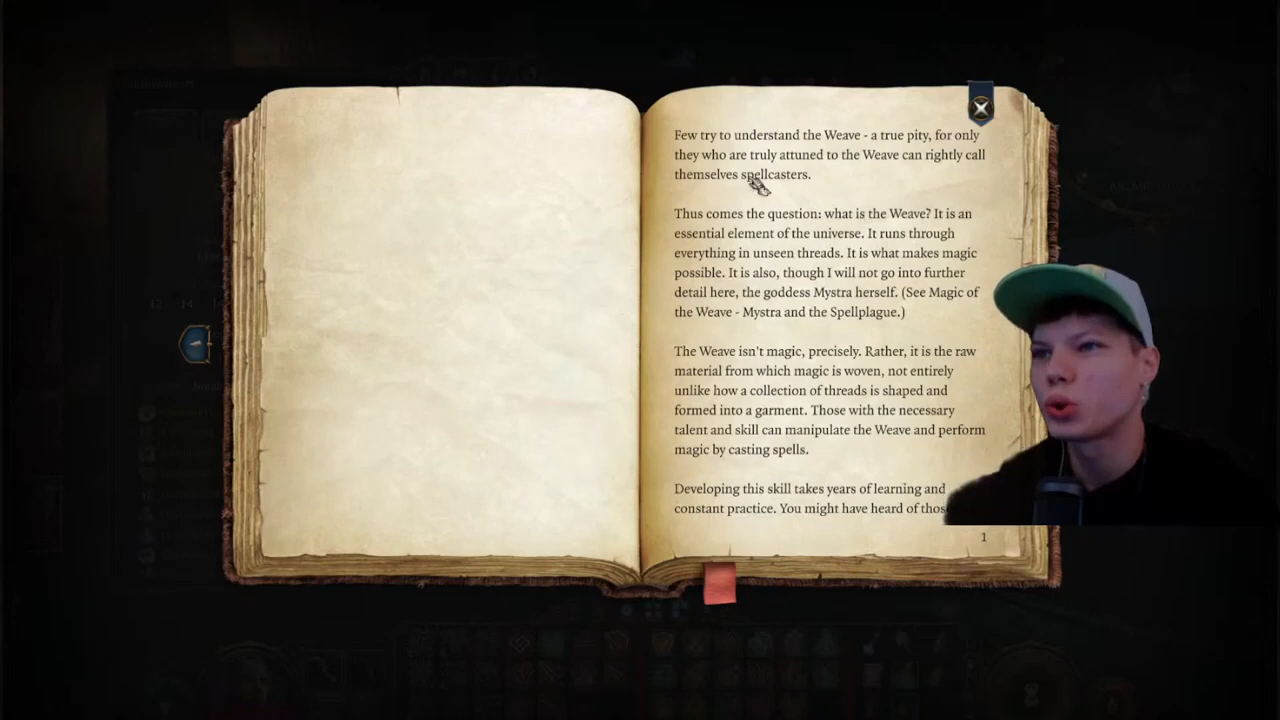 Few try to understand the Weave - a true pity, for only
they who are truly attuned to the Weave can rightly call
themselves spellcasters.
Thus comes the question: what is the Weave? It is an
essential element of the universe. It runs through
everything in unseen threads. It is what makes magic
possible. It is also, though I will not go into further
detail here, the goddess Mystra herself. (See Magic of
the Weave - Mystra and the Spellplague.)
The Weave isn't magic, precisely. Rather, it is the raw
material from which magic is woven, not entirely
unlike how a collection of threads is shaped and
formed into a garment. Those with the necessary
talent and skill can manipulate the Weave and perform
magic by casting spells.
Developing this skill takes years of learning and
constant practice. You might have heard of
1